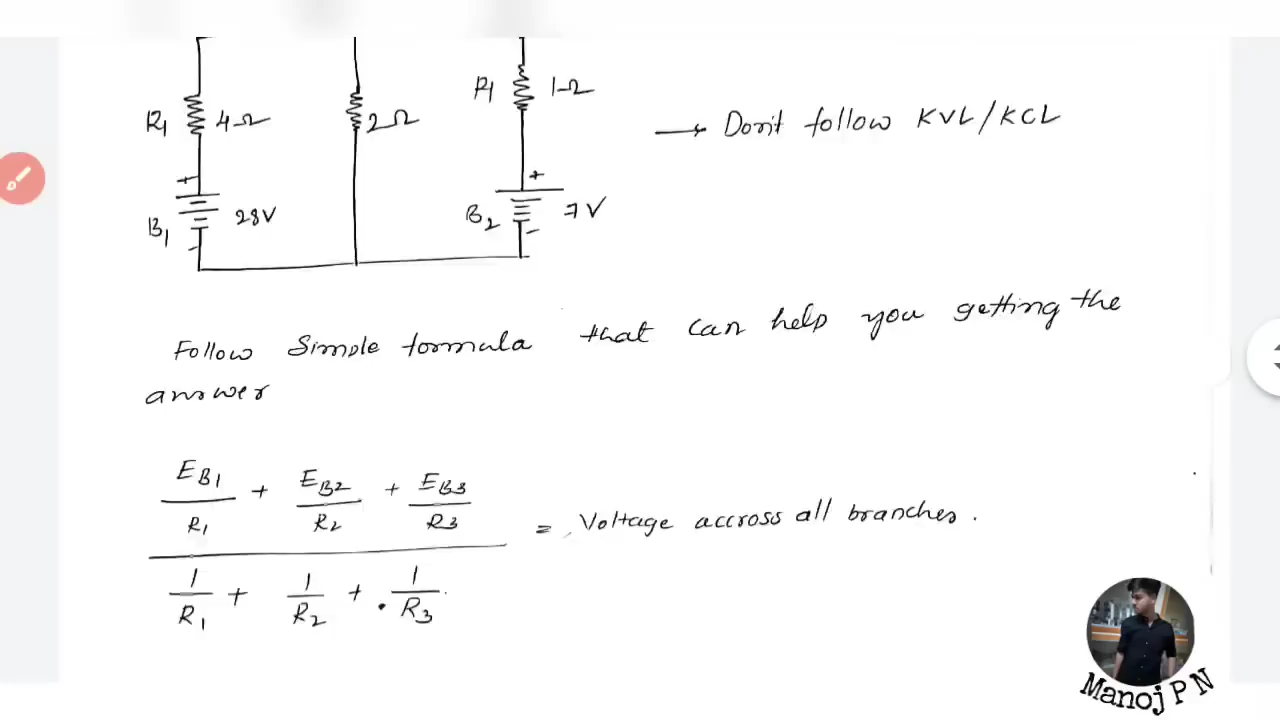 R1 4Ω
2Ω
R1 1Ω
→ Don't follow KVL/KCL
+
+
B1 28V
B2 7V
-
-
Follow Simple formula that can help you getting the
answer
EB1/R1 + EB2/R2 + EB3/R3
= Voltage accross all branches.
1/R1 + 1/R2 + 1/R3
Manoj P N